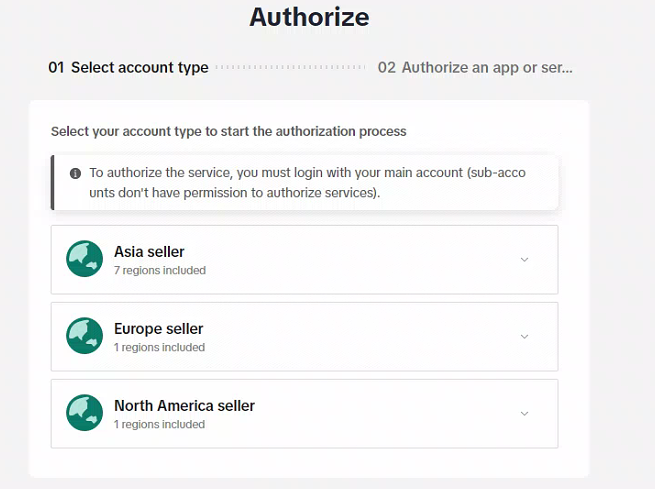 Authorize
01 Select account type
02 Authorize an app or ser...
Select your account type to start the authorization process
To authorize the service, you must login with your main account (sub-acco
unts don't have permission to authorize services).
Asia seller
7 regions included
Europe seller
1 regions included
North America seller
1 regions included